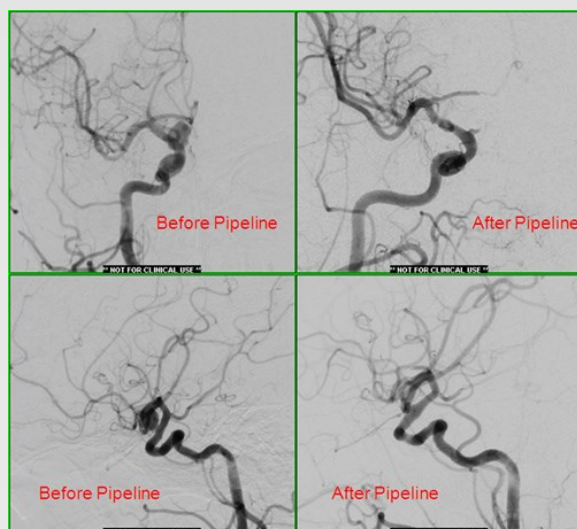 Before Pipeline
After Pipeline
** NOT FOR CLINICAL USE **
** NOT FOR CLINICAL USE **
Before Pipeline
After Pipeline